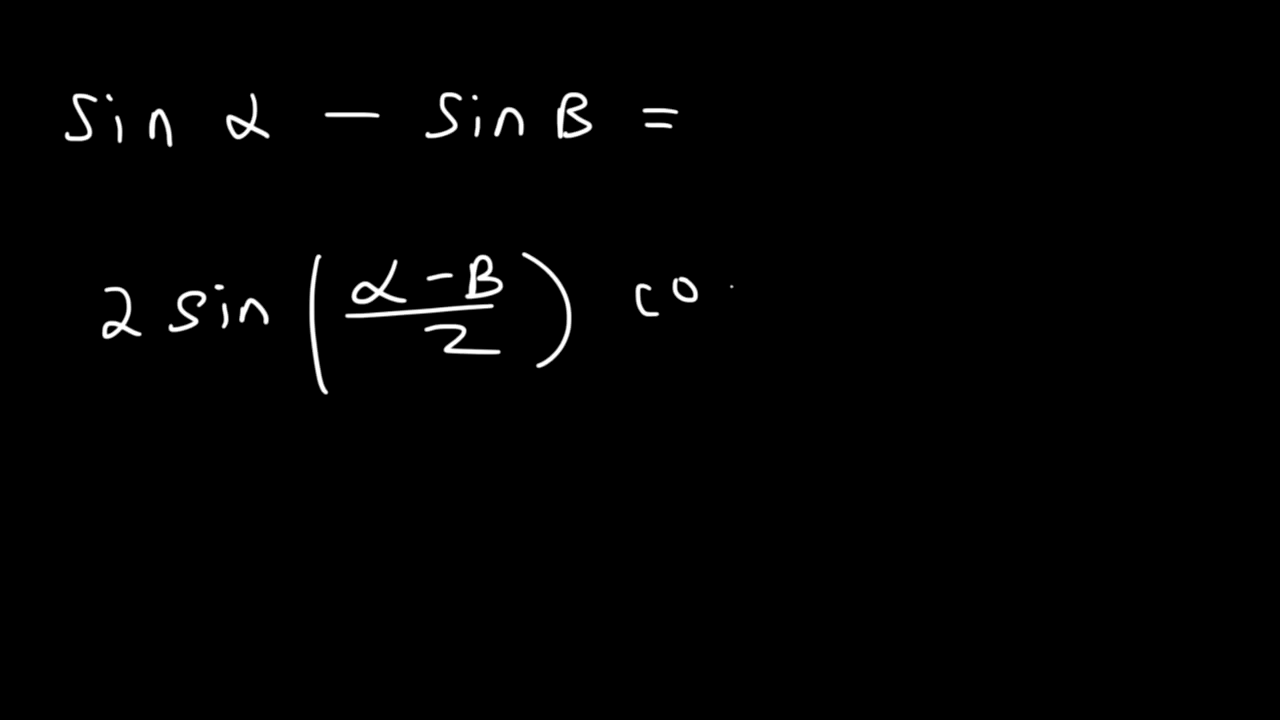 sin α − sin B =
2 sin (α − B / 2) co